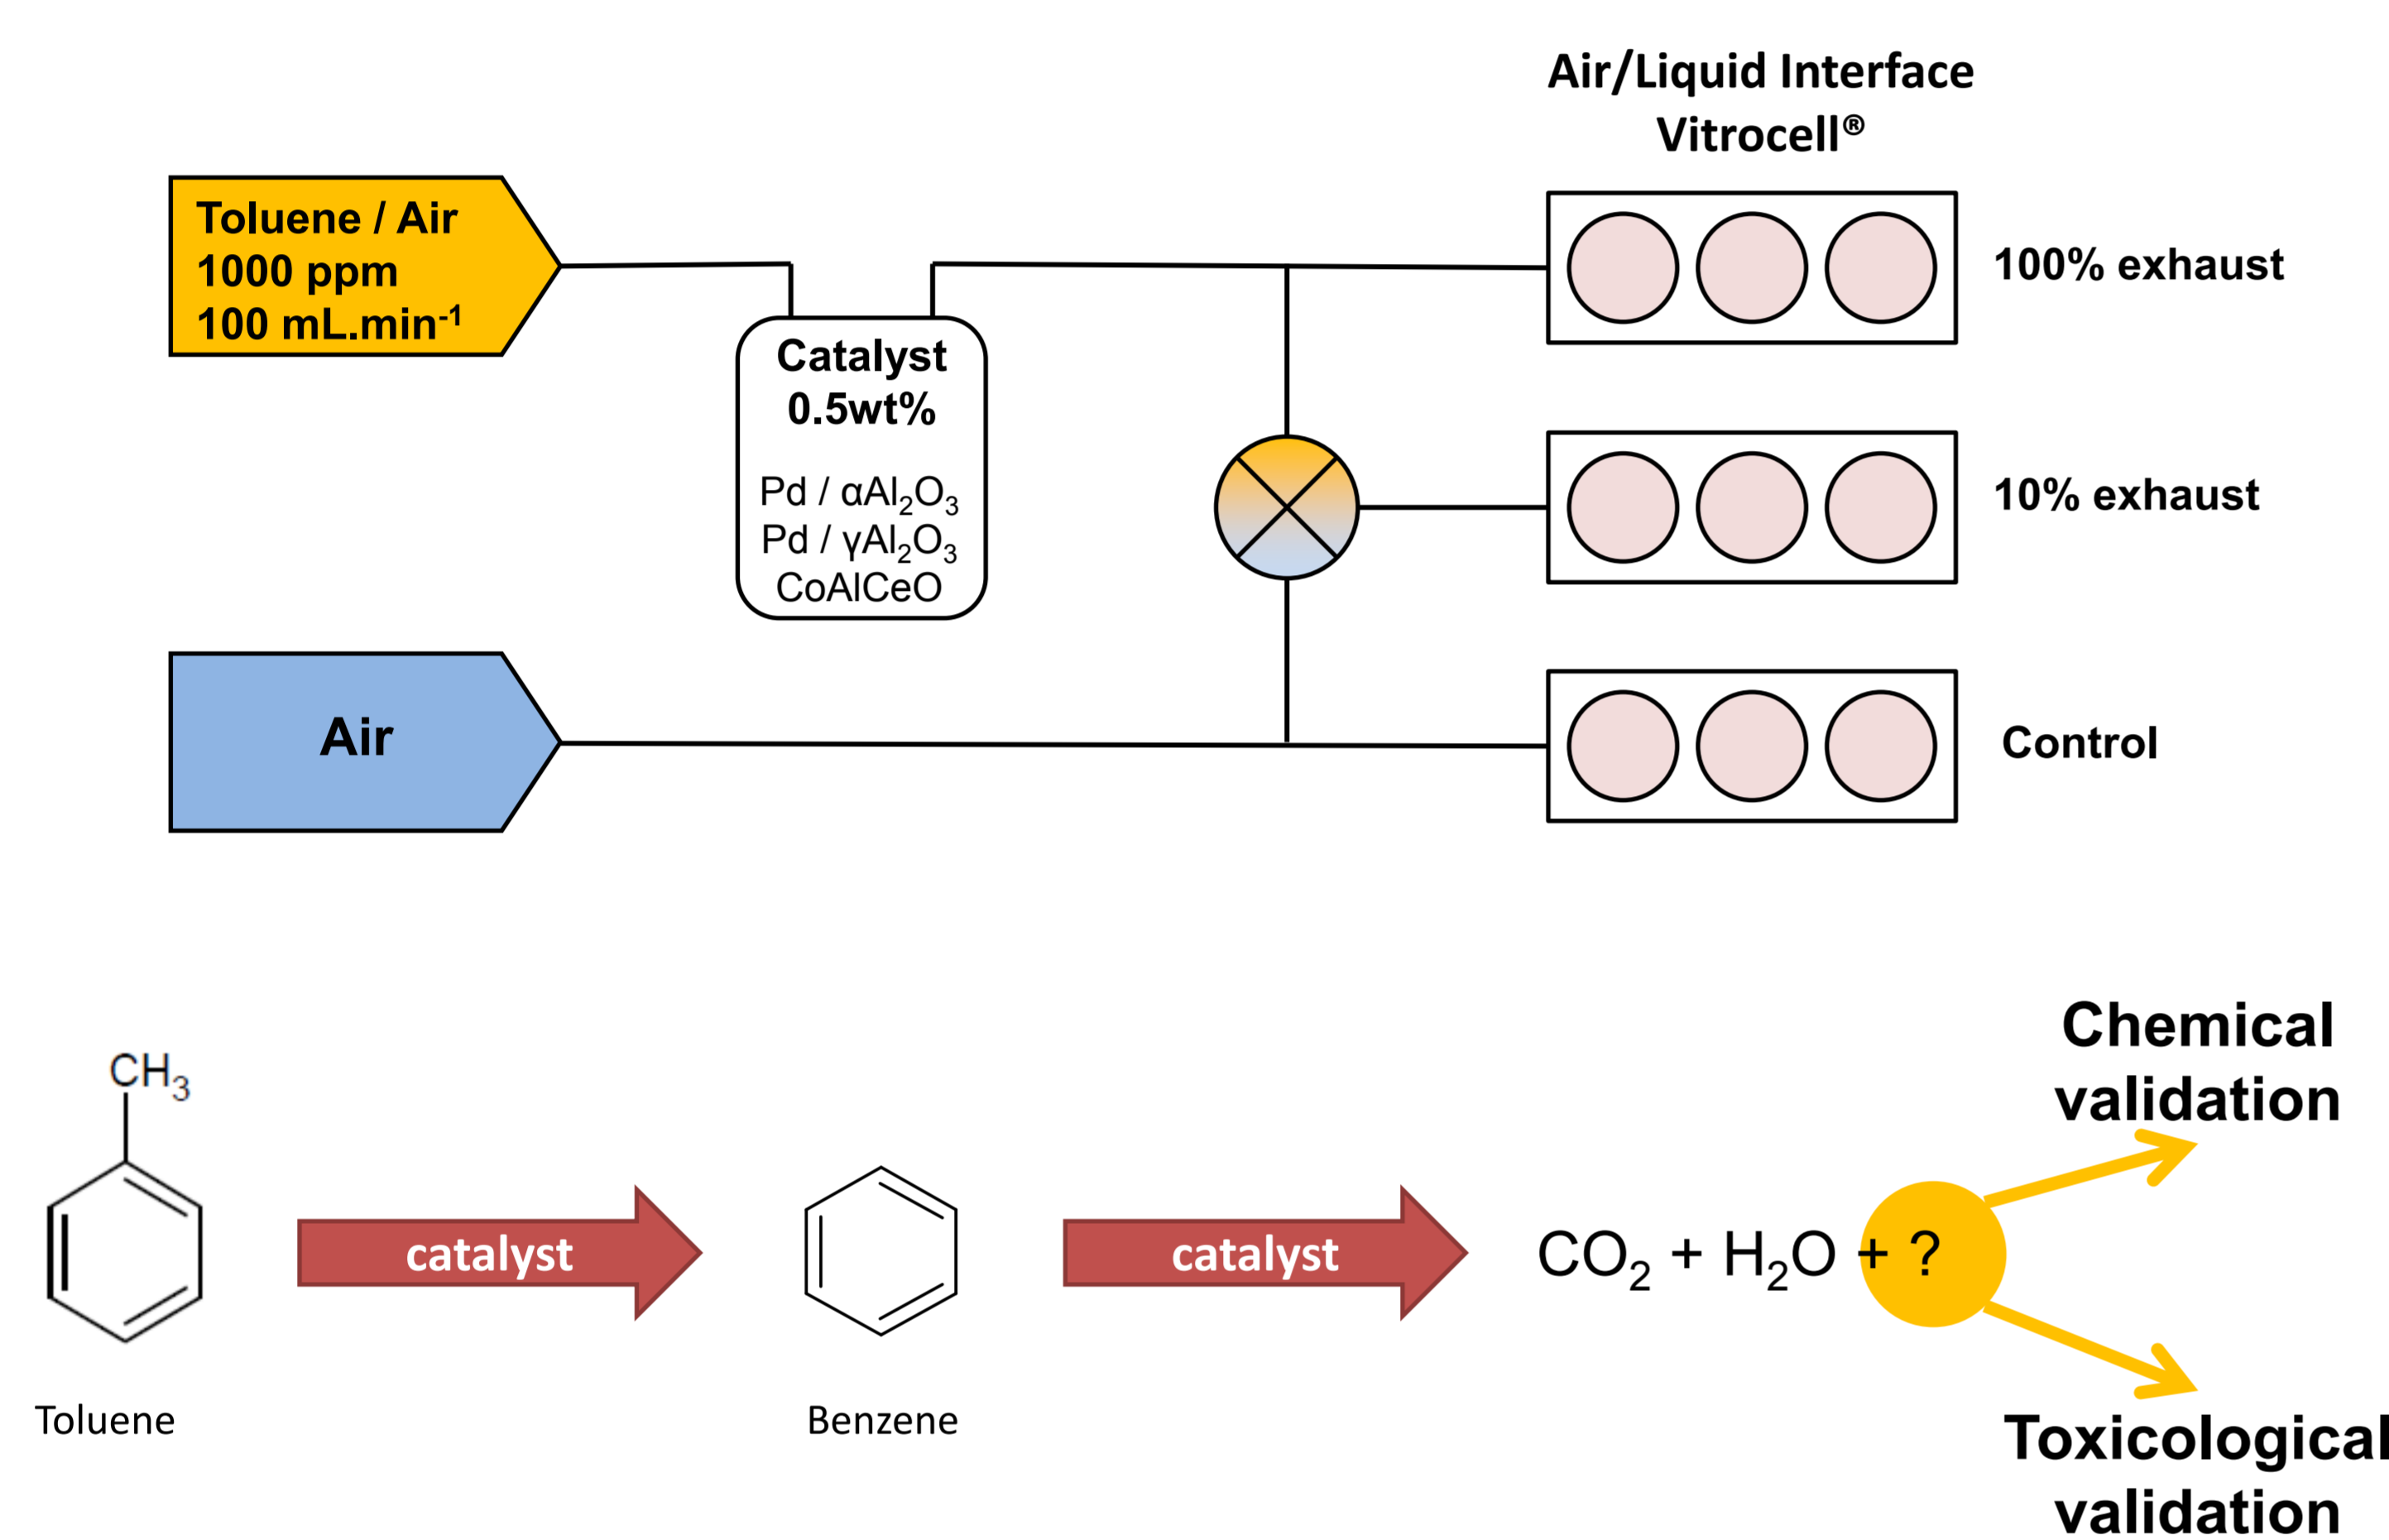 Air/Liquid Interface
Vitrocell®
Toluene / Air
1000 ppm
100 mL.min⁻¹
100% exhaust
Catalyst
0.5wt%
Pd / αAl₂O₃
Pd / γAl₂O₃
CoAlCeO
10% exhaust
Air
Control
Chemical
validation
CH₃
catalyst
catalyst
CO₂ + H₂O + ?
Toluene
Benzene
Toxicological
validation